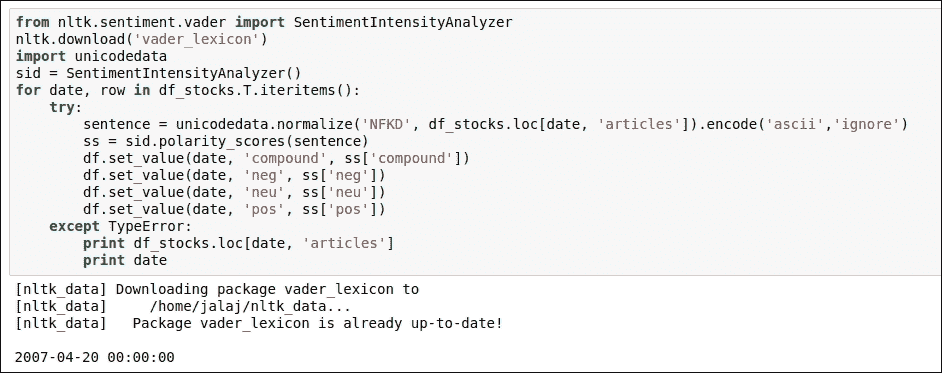 from nltk.sentiment.vader import SentimentIntensityAnalyzer
nltk.download('vader_lexicon')
import unicodedata
sid = SentimentIntensityAnalyzer()
for date, row in df_stocks.T.iteritems():
    try:
        sentence = unicodedata.normalize('NFKD', df_stocks.loc[date, 'articles']).encode('ascii','ignore')
        ss = sid.polarity_scores(sentence)
        df.set_value(date, 'compound', ss['compound'])
        df.set_value(date, 'neg', ss['neg'])
        df.set_value(date, 'neu', ss['neu'])
        df.set_value(date, 'pos', ss['pos'])
    except TypeError:
        print df_stocks.loc[date, 'articles']
        print date
[nltk_data] Downloading package vader_lexicon to
[nltk_data]     /home/jalaj/nltk_data...
[nltk_data]   Package vader_lexicon is already up-to-date!
2007-04-20 00:00:00